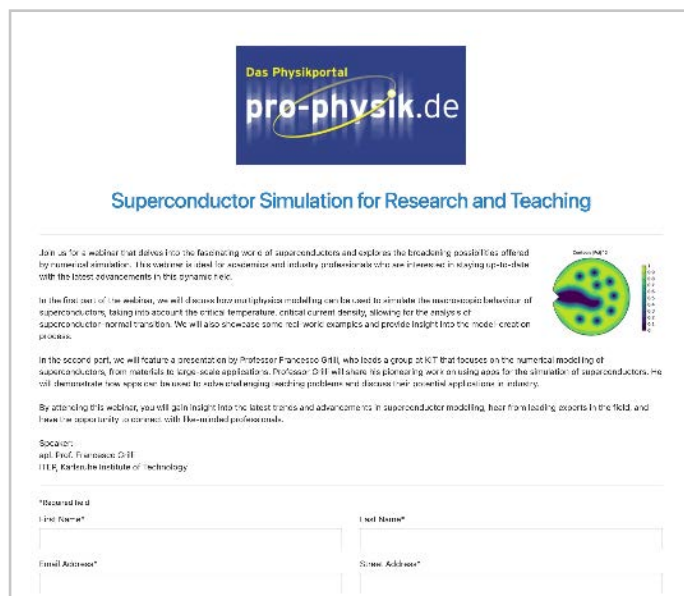 Das Physikportal
pro-physik.de
Superconductor Simulation for Research and Teaching
Join us for a webinar that delves into the fascinating world of superconductors and explores the broadening possibilities offered
by numerical simulation. This webinar is ideal for academics and industry professionals who are interested in staying up-to-date
with the latest advancements in this dynamic field.
In the first part of the webinar, we will discuss how multiphysics modelling can be used to simulate the macroscopic behaviour of
superconductors, taking into account the critical temperature, critical current density, allowing for the analysis of
superconductor-normal transition. We will also showcase some real-world examples and provide insight into the model creation
process.
In the second part, we will feature a presentation by Professor Francesco Grilli, who leads a group at KIT that focuses on the numerical modeling of
superconductors, from materials to large-scale applications. Professor Grilli will share his pioneering work on using apps for the simulation of superconductors. He
will demonstrate how apps can be used to solve challenging teaching problems and discuss their potential applications in industry.
By attending this webinar, you will gain insight into the latest trends and advancements in superconductor modelling, hear from leading experts in the field, and
have the opportunity to connect with like-minded professionals.
Speaker:
apl. Prof. Francesco Grilli
ITEP, Karlsruhe Institute of Technology
*Required field
First Name*
Last Name*
Email Address*
Street Address*